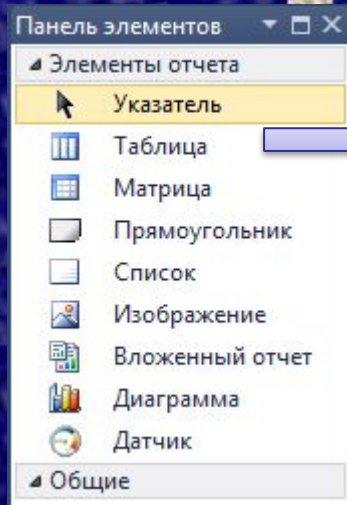 Панель элементов
Элементы отчета
Указатель
Таблица
Матрица
Прямоугольник
Список
Изображение
Вложенный отчет
Диаграмма
Датчик
Общие